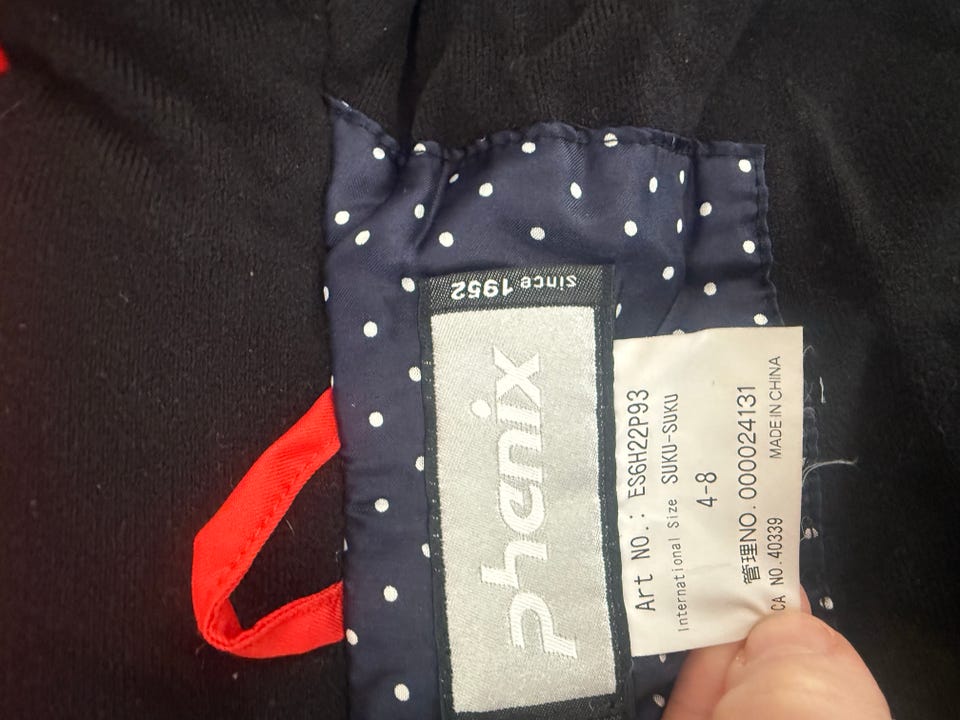 since 1952
phenix
Art NO.: ES6H22P93
International Size SUKU-SUKU
4-8
管理NO. 000024131
CA NO. 40339 MADE IN CHINA